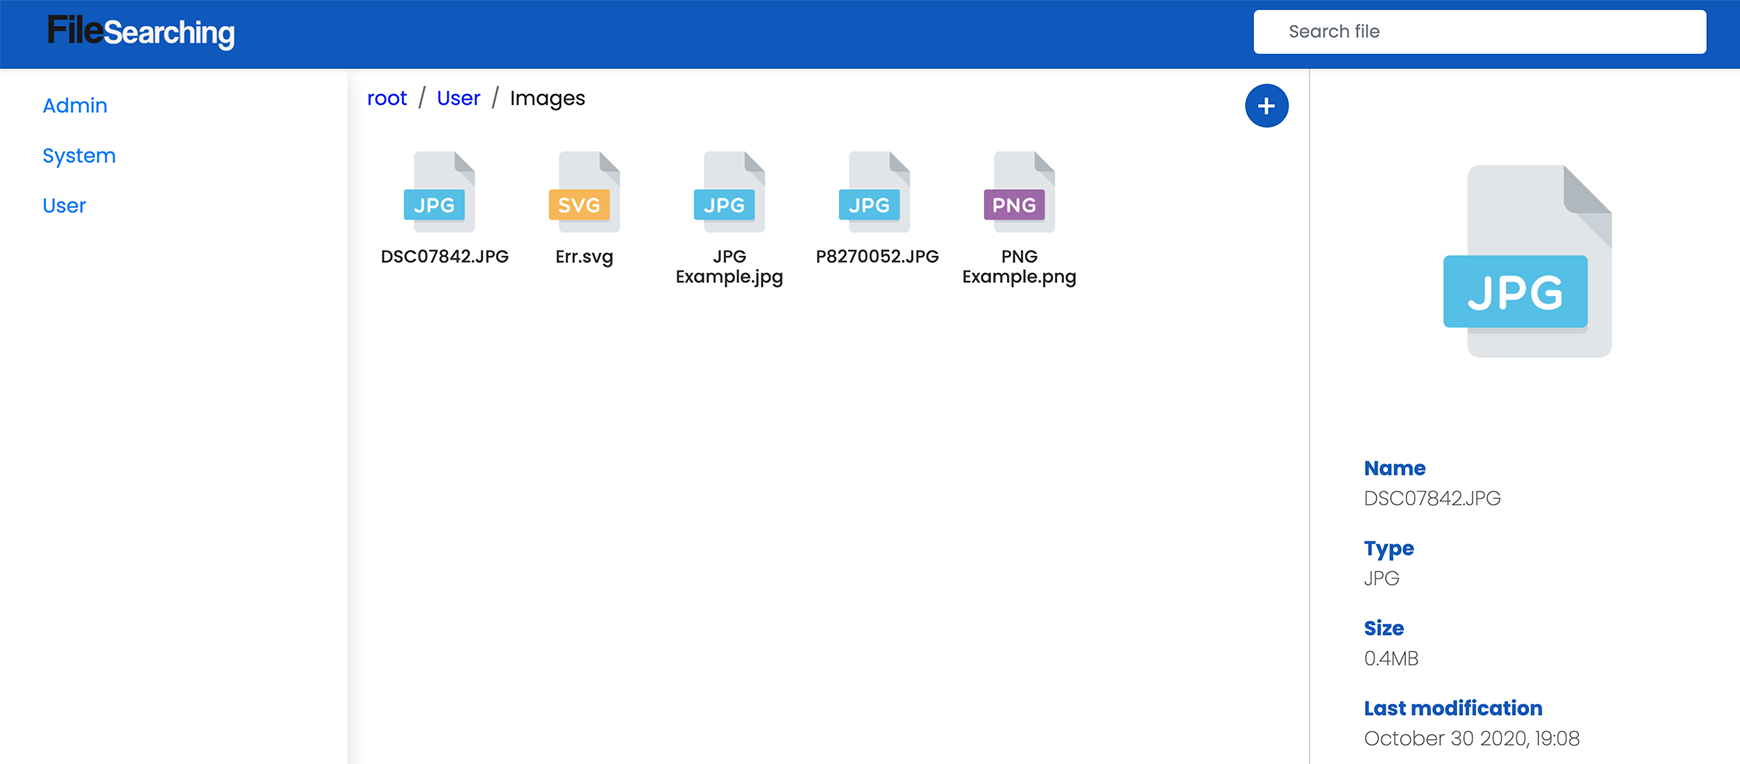 FileSearching
Search file
Admin
System
User
root / User / Images
+
JPG
DSC07842.JPG
SVG
Err.svg
JPG
JPG
Example.jpg
JPG
P8270052.JPG
PNG
PNG
Example.png
JPG
Name
DSC07842.JPG
Type
JPG
Size
0.4MB
Last modification
October 30 2020, 19:08